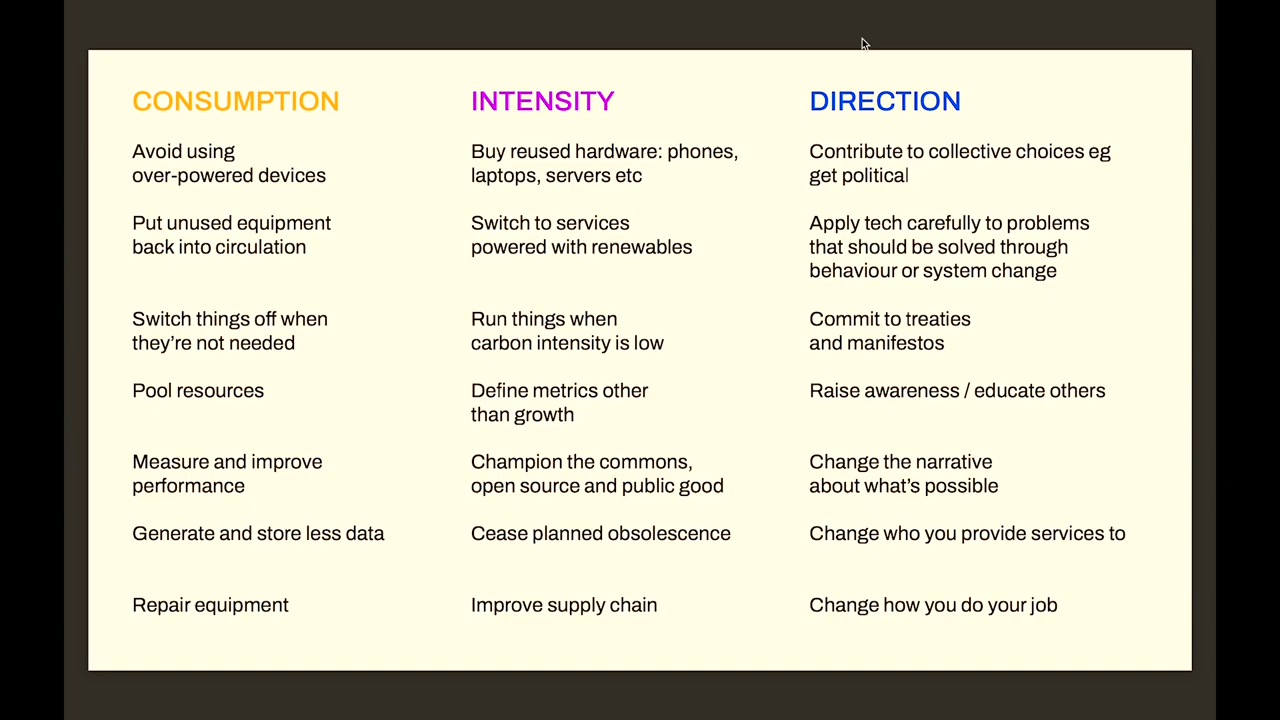 CONSUMPTION
Avoid using
over-powered devices
Put unused equipment
back into circulation
Switch things off when
they're not needed
Pool resources
Measure and improve
performance
Generate and store less data
Repair equipment
INTENSITY
Buy reused hardware: phones,
laptops, servers etc
Switch to services
powered with renewables
Run things when
carbon intensity is low
Define metrics other
than growth
Champion the commons,
open source and public good
Cease planned obsolescence
Improve supply chain
DIRECTION
Contribute to collective choices eg
get political
Apply tech carefully to problems
that should be solved through
behaviour or system change
Commit to treaties
and manifestos
Raise awareness / educate others
Change the narrative
about what’s possible
Change who you provide services to
Change how you do your job